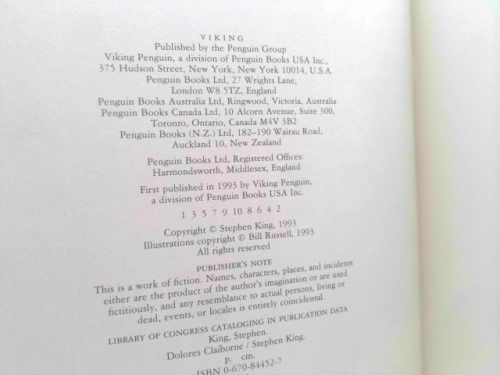 VIKING
Published by the Penguin Group
Viking Penguin, a division of Penguin Books USA Inc.,
375 Hudson Street, New York, New York 10014, U.S.A.
Penguin Books Ltd, 27 Wrights Lane,
London W8 5TZ, England
Penguin Books Australia Ltd, Ringwood, Victoria, Australia
Penguin Books Canada Ltd, 10 Alcorn Avenue, Suite 300,
Toronto, Ontario, Canada M4V 3B2
Penguin Books (N.Z.) Ltd, 182–190 Wairau Road,
Auckland 10, New Zealand
Penguin Books Ltd, Registered Offices:
Harmondsworth, Middlesex, England
First published in 1993 by Viking Penguin,
a division of Penguin Books USA Inc.
1 3 5 7 9 10 8 6 4 2
Copyright © Stephen King, 1993
Illustrations copyright © Bill Russell, 1993
All rights reserved
PUBLISHER'S NOTE
This is a work of fiction. Names, characters, places, and incidents
either are the product of the author's imagination or are used
fictitiously, and any resemblance to actual persons, living or
dead, events, or locales is entirely coincidental.
LIBRARY OF CONGRESS CATALOGING IN PUBLICATION DATA
King, Stephen.
Dolores Claiborne / Stephen King.
p. cm.
ISBN 0-670-84452-7